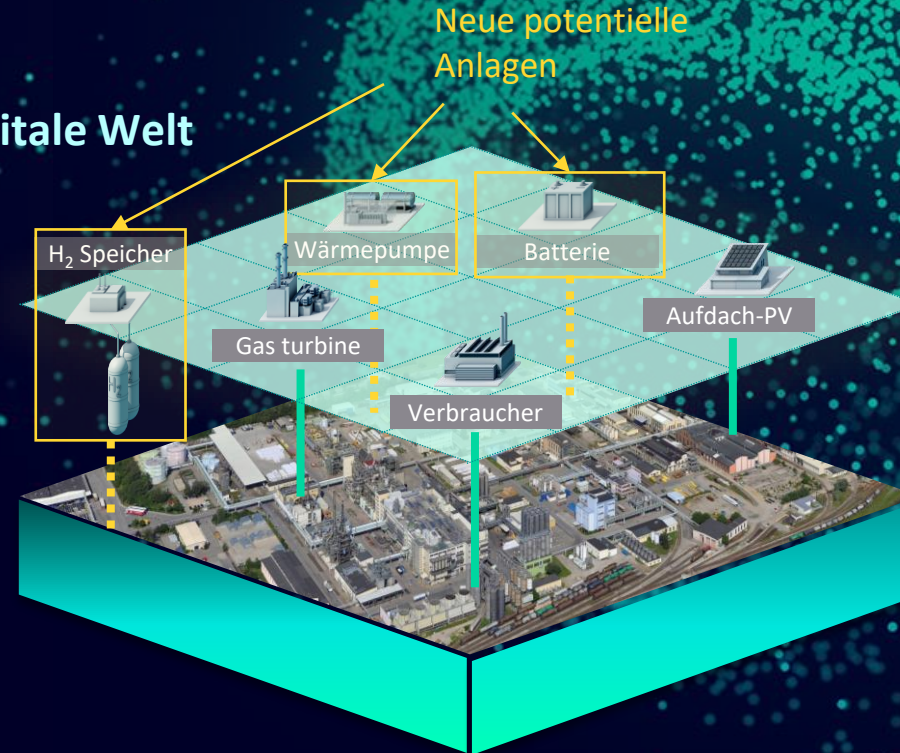 Neue potentielle
Anlagen
itale Welt
H₂ Speicher
Wärmepumpe
Batterie
Aufdach-PV
Gas turbine
Verbraucher